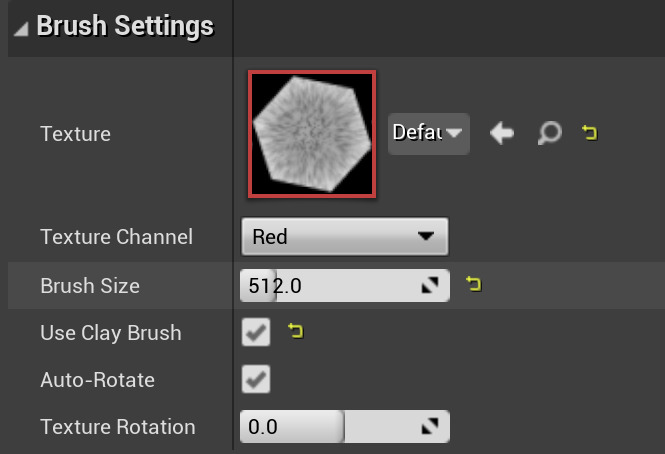 Brush Settings
Texture
Defau
Texture Channel
Red
Brush Size
512.0
Use Clay Brush
Auto-Rotate
Texture Rotation
0.0